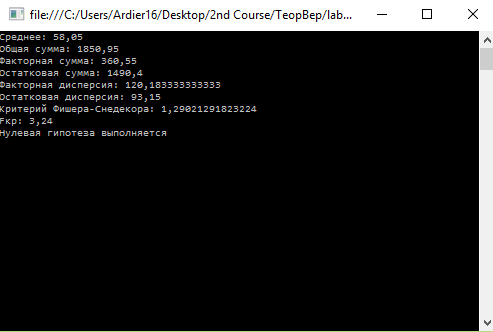 file:///C:/Users/Ardier16/Desktop/2nd Course/ТеорВер/lab...
Среднее: 58,05
Общая сумма: 1850,95
Факторная сумма: 360,55
Остатковая сумма: 1490,4
Факторная дисперсия: 120,183333333333
Остатковая дисперсия: 93,15
Критерий Фишера-Снедекора: 1,29021291823224
Fкр: 3,24
Нулевая гипотеза выполняется